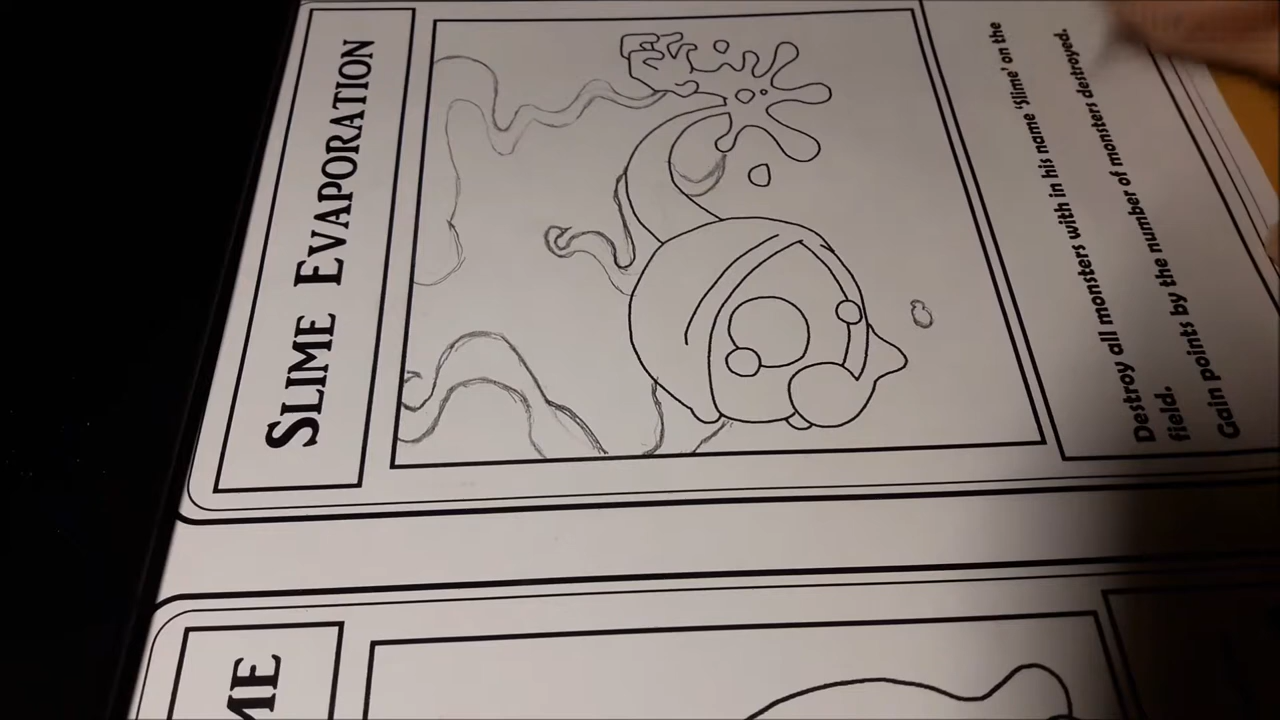 SLIME EVAPORATION
Destroy all monsters with in his name 'Slime' on the
field.
Gain points by the number of monsters destroyed.
ME